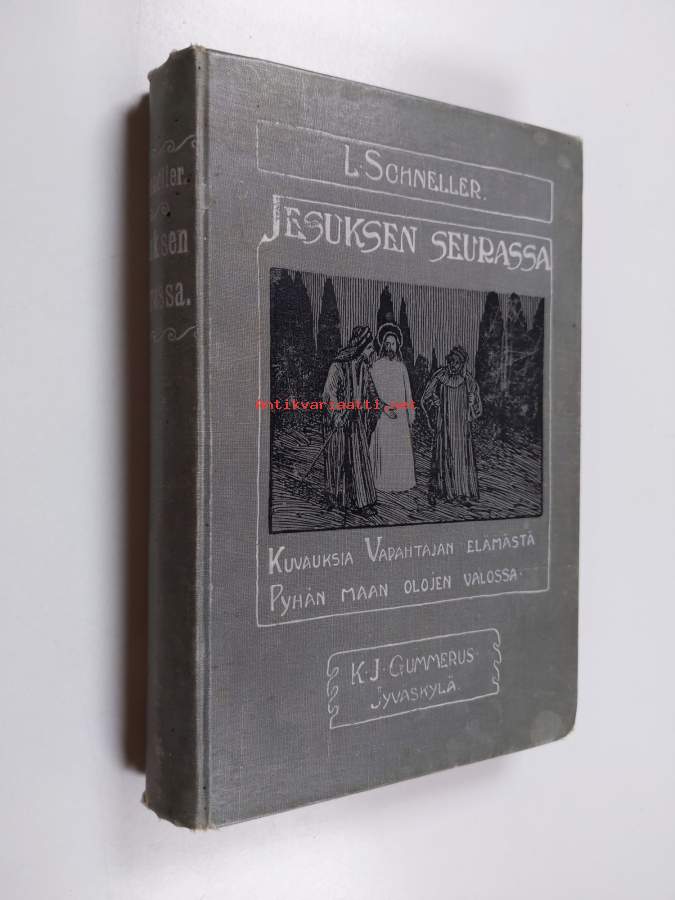 L. SCHNELLER.
JESUKSEN SEURASSA
KUVAUKSIA VAPAHTAJAN ELÄMÄSTÄ
PYHÄN MAAN OLOJEN VALOSSA.
K. J. GUMMERUS.
JYVÄSKYLÄ.
Antikvariaatti.net